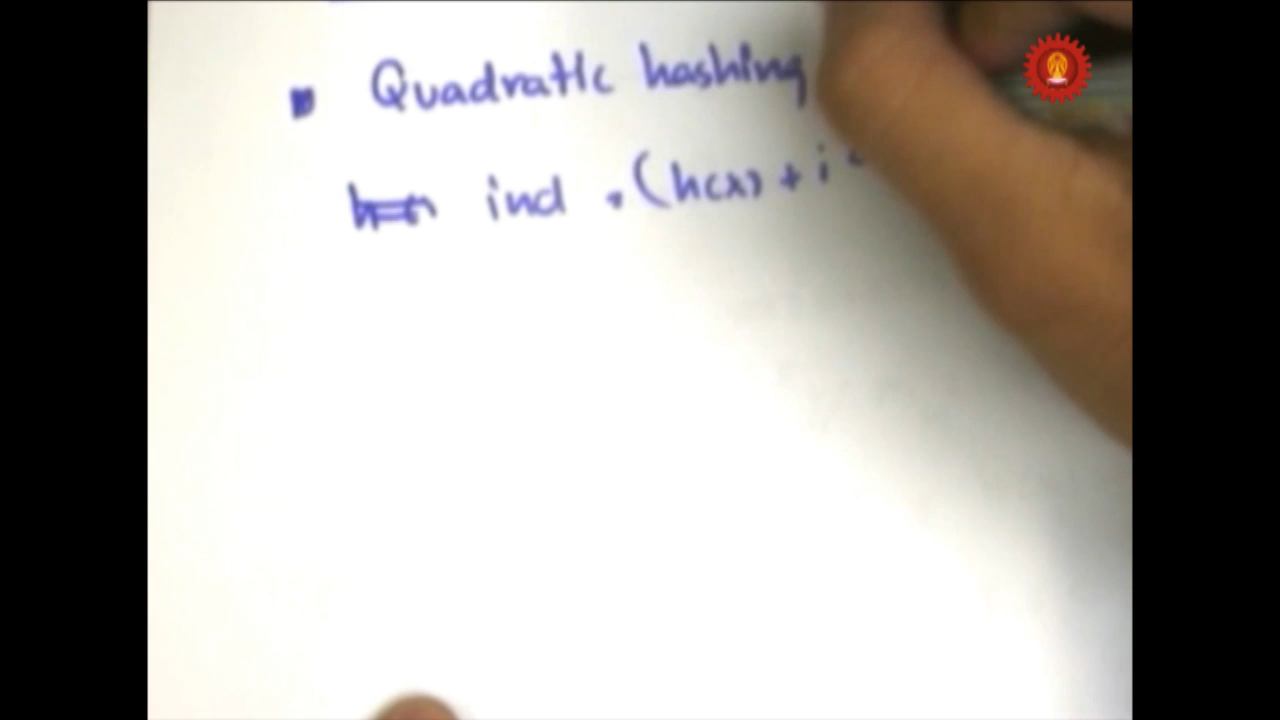 Quadratic hashing
ind . (h(x) + i